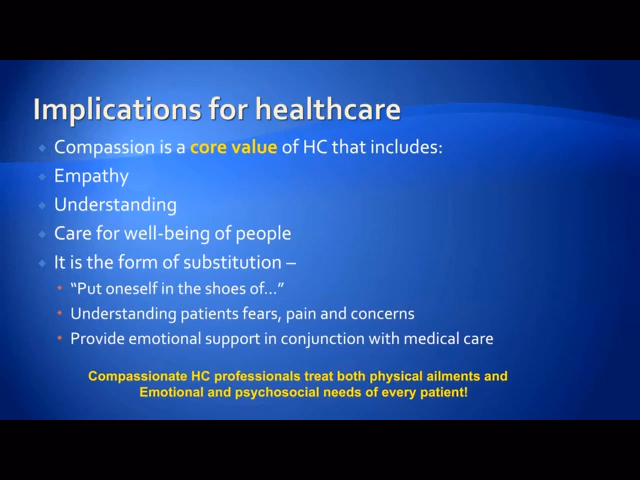 Implications for healthcare
Compassion is a core value of HC that includes:
Empathy
Understanding
Care for well-being of people
It is the form of substitution –
“Put oneself in the shoes of…”
Understanding patients fears, pain and concerns
Provide emotional support in conjunction with medical care
Compassionate HC professionals treat both physical ailments and
Emotional and psychosocial needs of every patient!